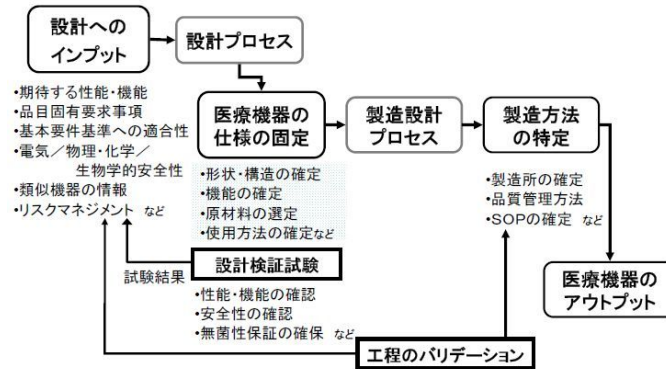 設計への
インプット
設計プロセス
・期待する性能・機能
・品目固有要求事項
・基本要件基準への適合性
・電気／物理・化学／
生物学的安全性
・類似機器の情報
・リスクマネジメント など
医療機器の
仕様の固定
製造設計
プロセス
製造方法
の特定
・形状・構造の確定
・機能の確定
・原材料の選定
・使用方法の確定など
・製造所の確定
・品質管理方法
・SOPの確定 など
試験結果
設計検証試験
・性能・機能の確認
・安全性の確認
・無菌性保証の確保 など
医療機器の
アウトプット
工程のバリデーション